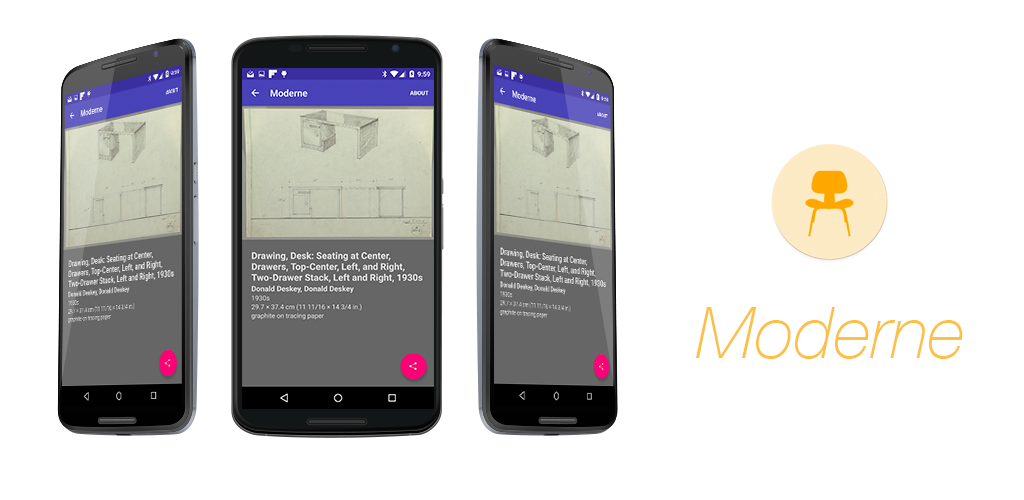 9:59
ABOUT
Moderne
Drawing, Desk: Seating at Center,
Drawers, Top-Center, Left, and Right,
Two-Drawer Stack, Left and Right, 1930s
Donald Deskey, Donald Deskey
1930s
29.7 × 37.4 cm (11 11/16 × 14 3/4 in.)
graphite on tracing paper
9:59
Moderne
ABOUT
Drawing, Desk: Seating at Center,
Drawers, Top-Center, Left, and Right,
Two-Drawer Stack, Left and Right, 1930s
Donald Deskey, Donald Deskey
1930s
29.7 × 37.4 cm (11 11/16 × 14 3/4 in.)
graphite on tracing paper
9:59
Moderne
ABOUT
Drawing, Desk: Seating at Center,
Drawers, Top-Center, Left, and Right,
Two-Drawer Stack, Left and Right, 1930s
Donald Deskey, Donald Deskey
1930s
29.7 × 37.4 cm (11 11/16 × 14 3/4 in.)
graphite on tracing paper
Moderne